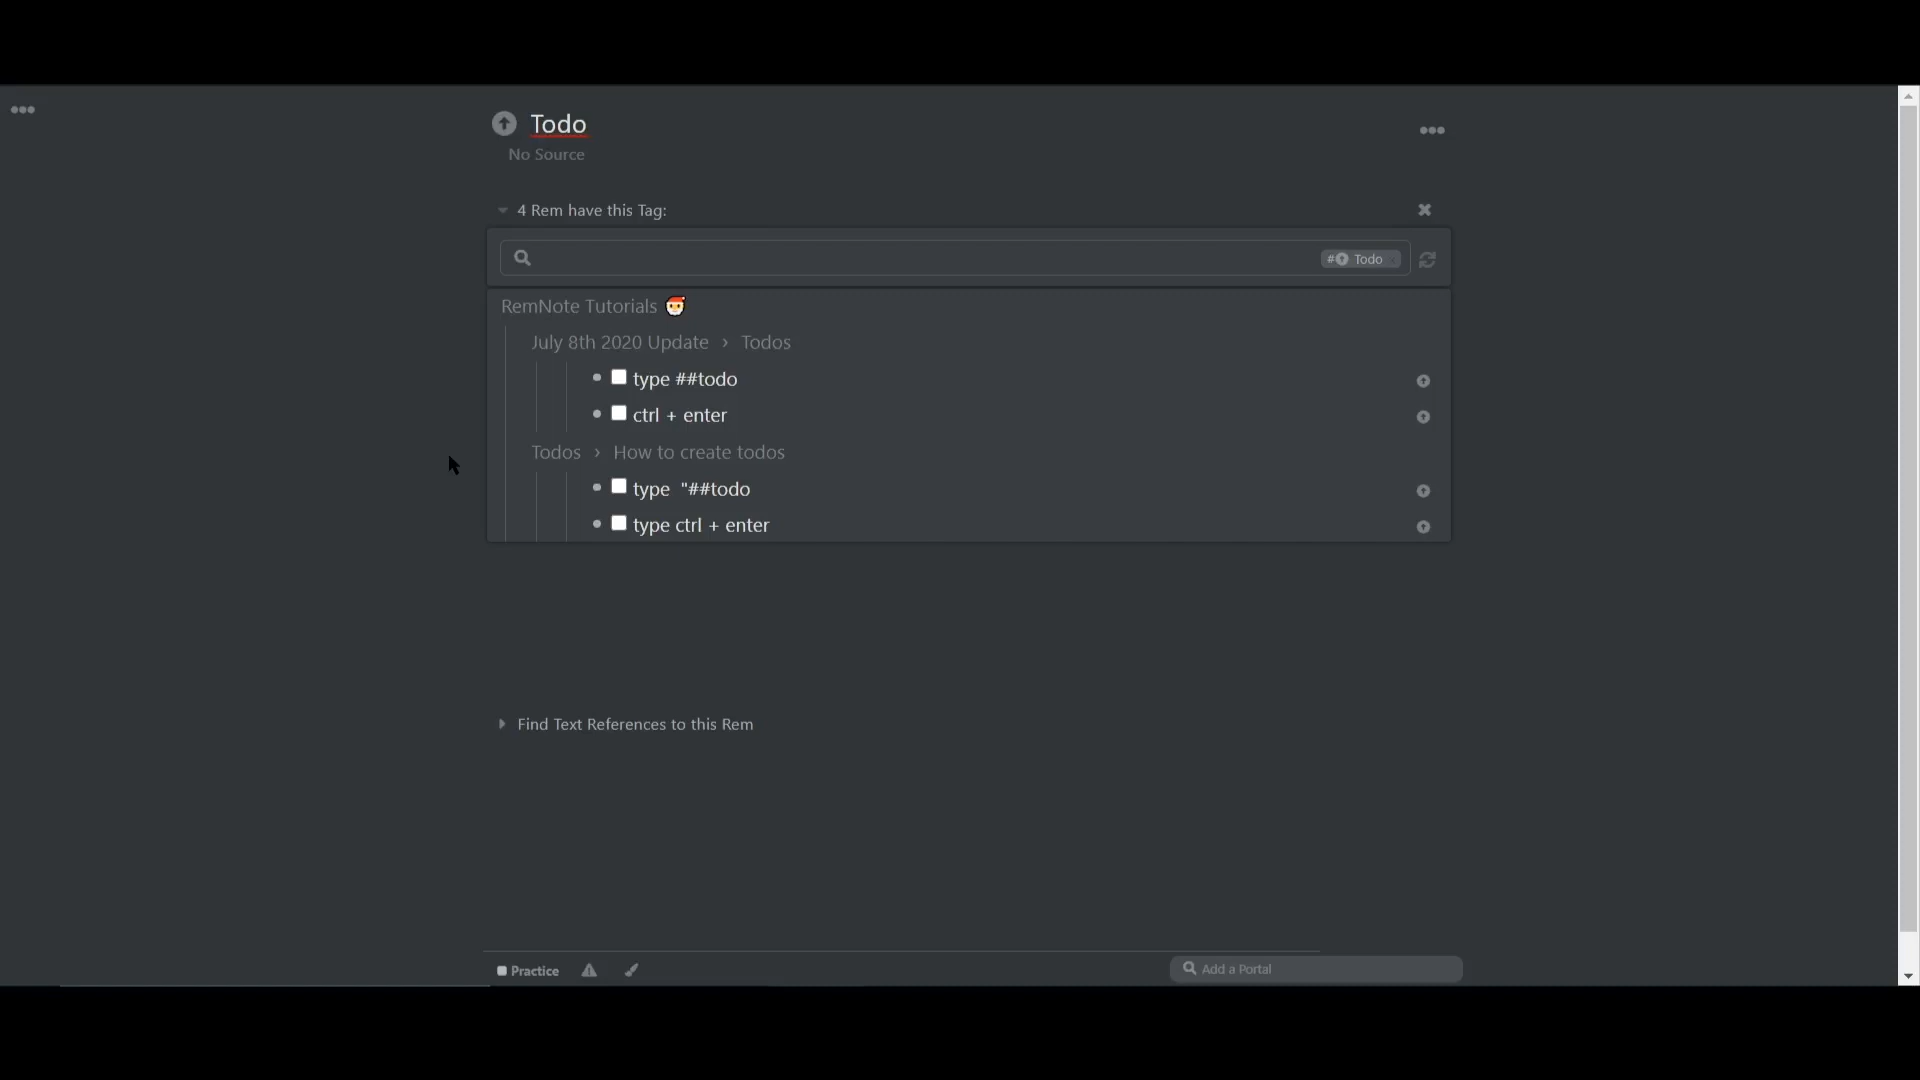 Todo
No Source
4 Rem have this Tag:
# Todo
RemNote Tutorials
July 8th 2020 Update › Todos
type ##todo
ctrl + enter
Todos › How to create todos
type "##todo
type ctrl + enter
Find Text References to this Rem
Practice
Add a Portal